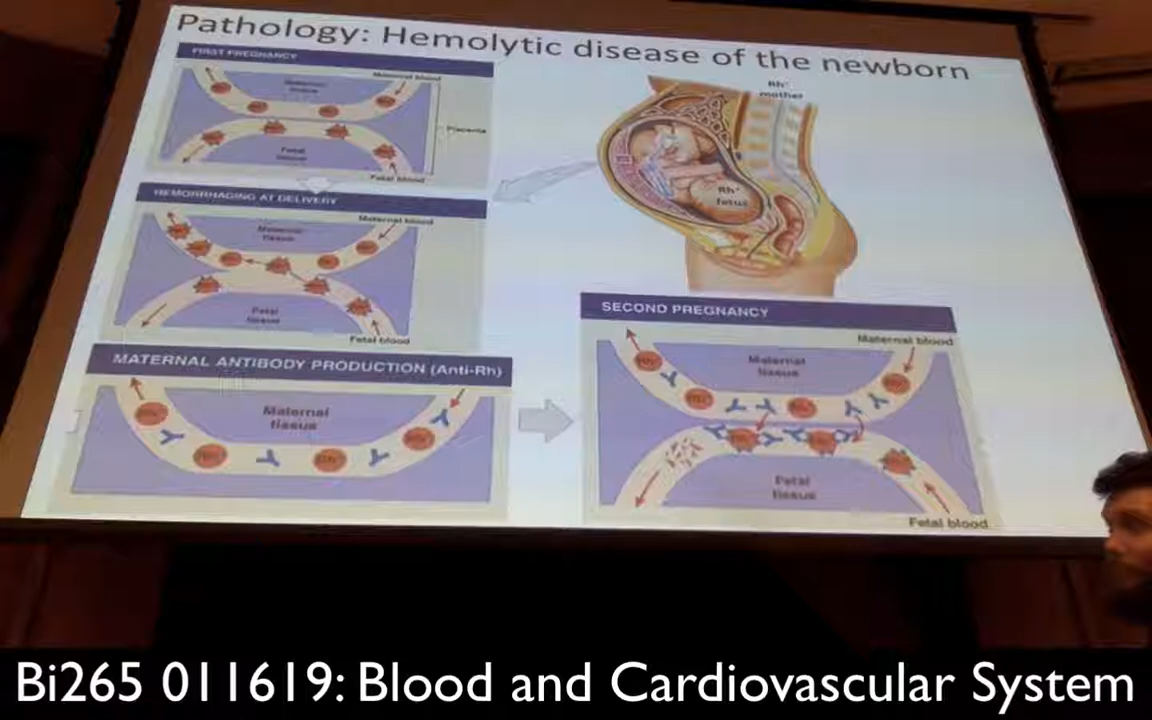 Pathology: Hemolytic disease of the newborn
FIRST PREGNANCY
Maternal blood
Maternal
tissue
Placenta
Fetal
tissue
Fetal blood
HEMORRHAGING AT DELIVERY
Maternal blood
Maternal
tissue
Fetal
tissue
Fetal blood
MATERNAL ANTIBODY PRODUCTION (Anti-Rh)
Maternal
tissue
Rh⁻
mother
Rh⁺
fetus
SECOND PREGNANCY
Maternal blood
Maternal
tissue
Fetal
tissue
Fetal blood
Bi265 011619: Blood and Cardiovascular System